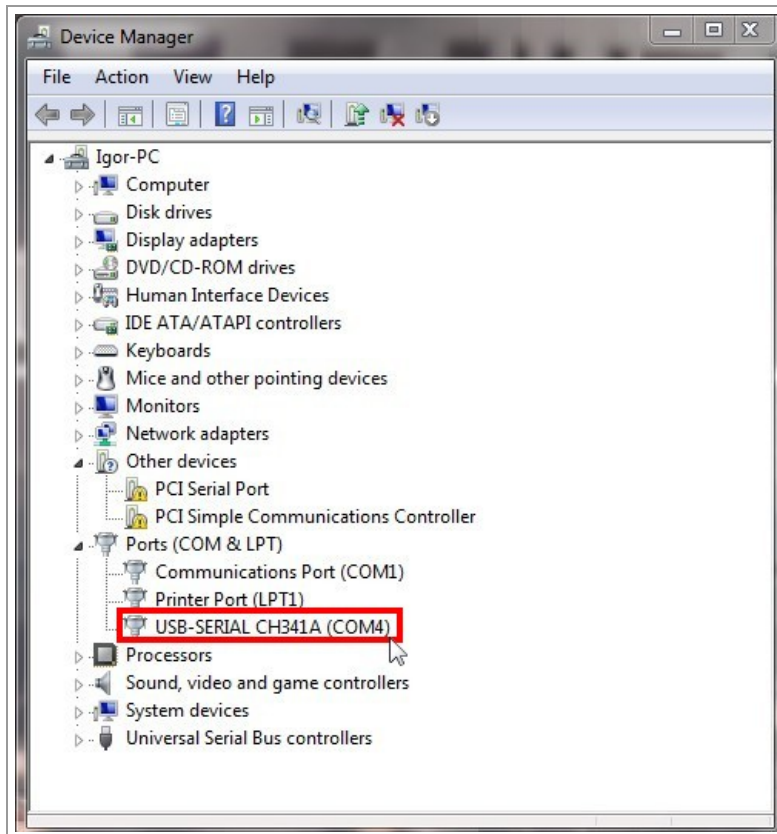 Device Manager
File Action View Help
Igor-PC
Computer
Disk drives
Display adapters
DVD/CD-ROM drives
Human Interface Devices
IDE ATA/ATAPI controllers
Keyboards
Mice and other pointing devices
Monitors
Network adapters
Other devices
PCI Serial Port
PCI Simple Communications Controller
Ports (COM & LPT)
Communications Port (COM1)
Printer Port (LPT1)
USB-SERIAL CH341A (COM4)
Processors
Sound, video and game controllers
System devices
Universal Serial Bus controllers